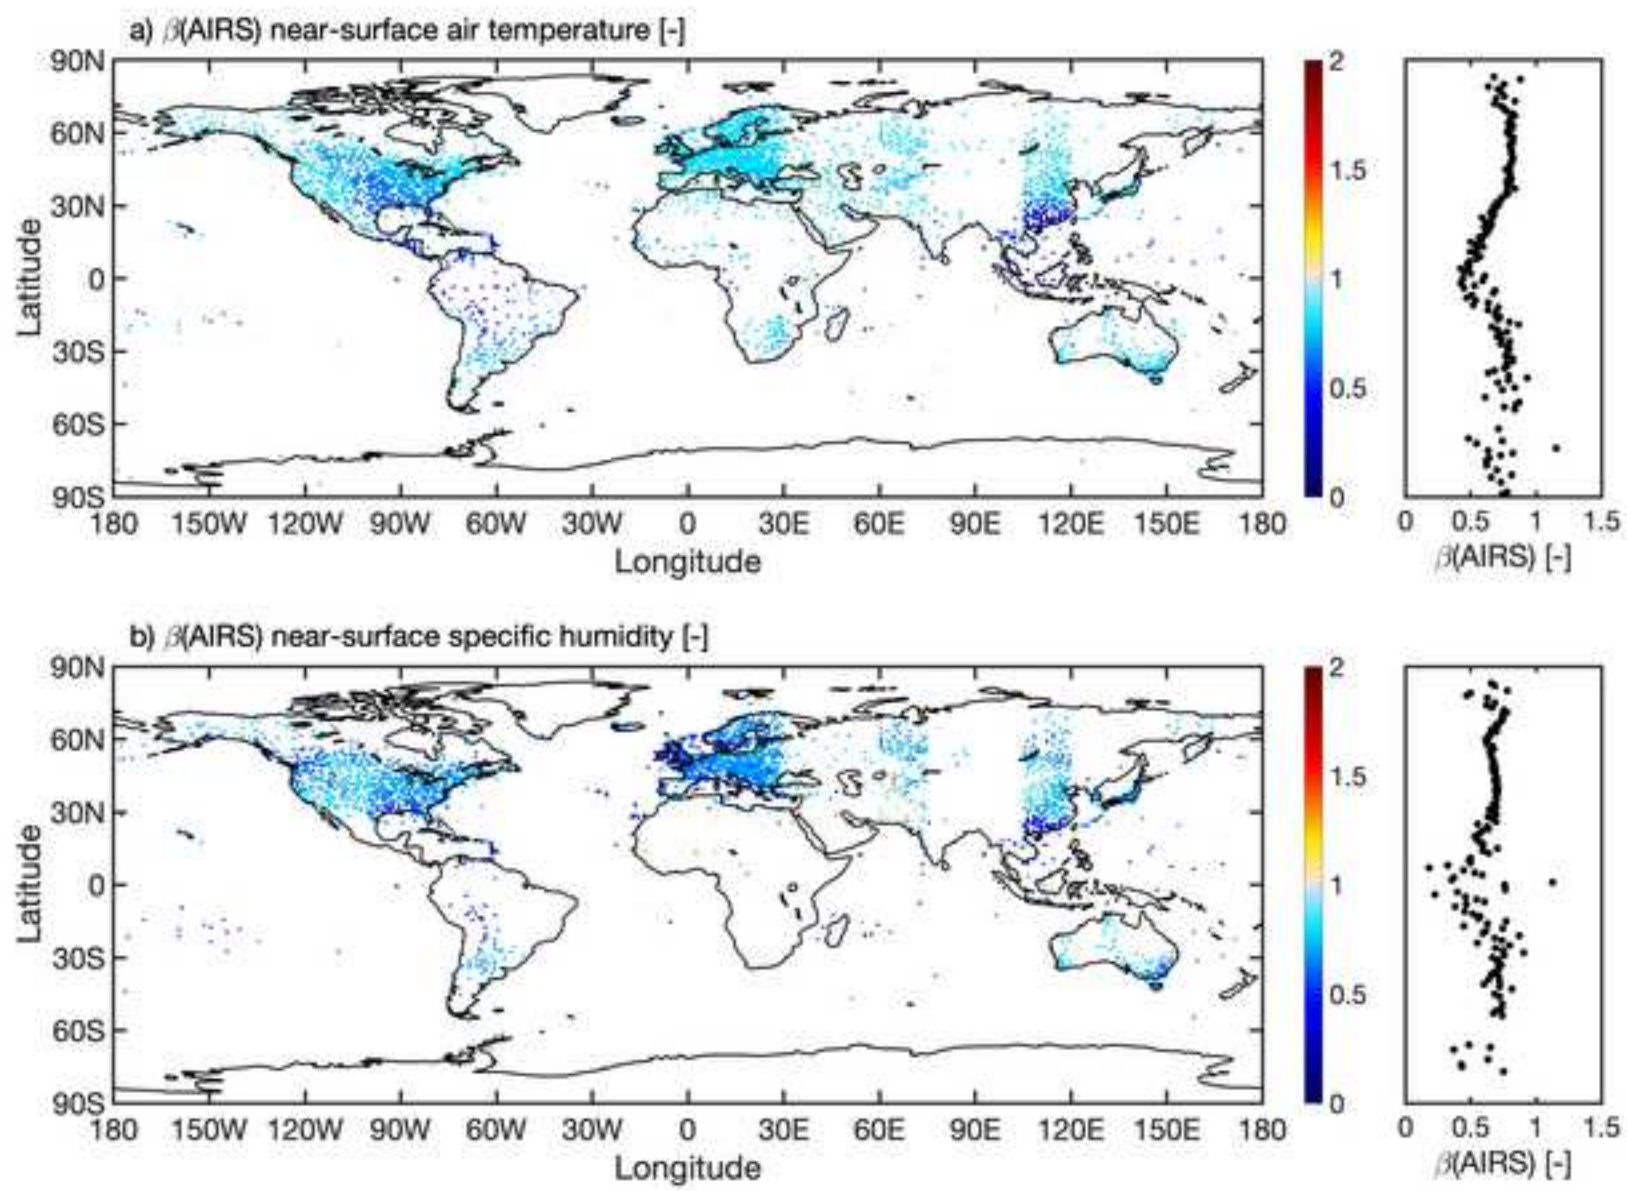 a) β(AIRS) near-surface air temperature [-]
90N
60N
30N
0
30S
60S
90S
Latitude
180 150W 120W 90W 60W 30W 0 30E 60E 90E 120E 150E 180
Longitude
2
1.5
1
0.5
0
0 0.5 1 1.5
β(AIRS) [-]
b) β(AIRS) near-surface specific humidity [-]
90N
60N
30N
0
30S
60S
90S
Latitude
180 150W 120W 90W 60W 30W 0 30E 60E 90E 120E 150E 180
Longitude
2
1.5
1
0.5
0
0 0.5 1 1.5
β(AIRS) [-]